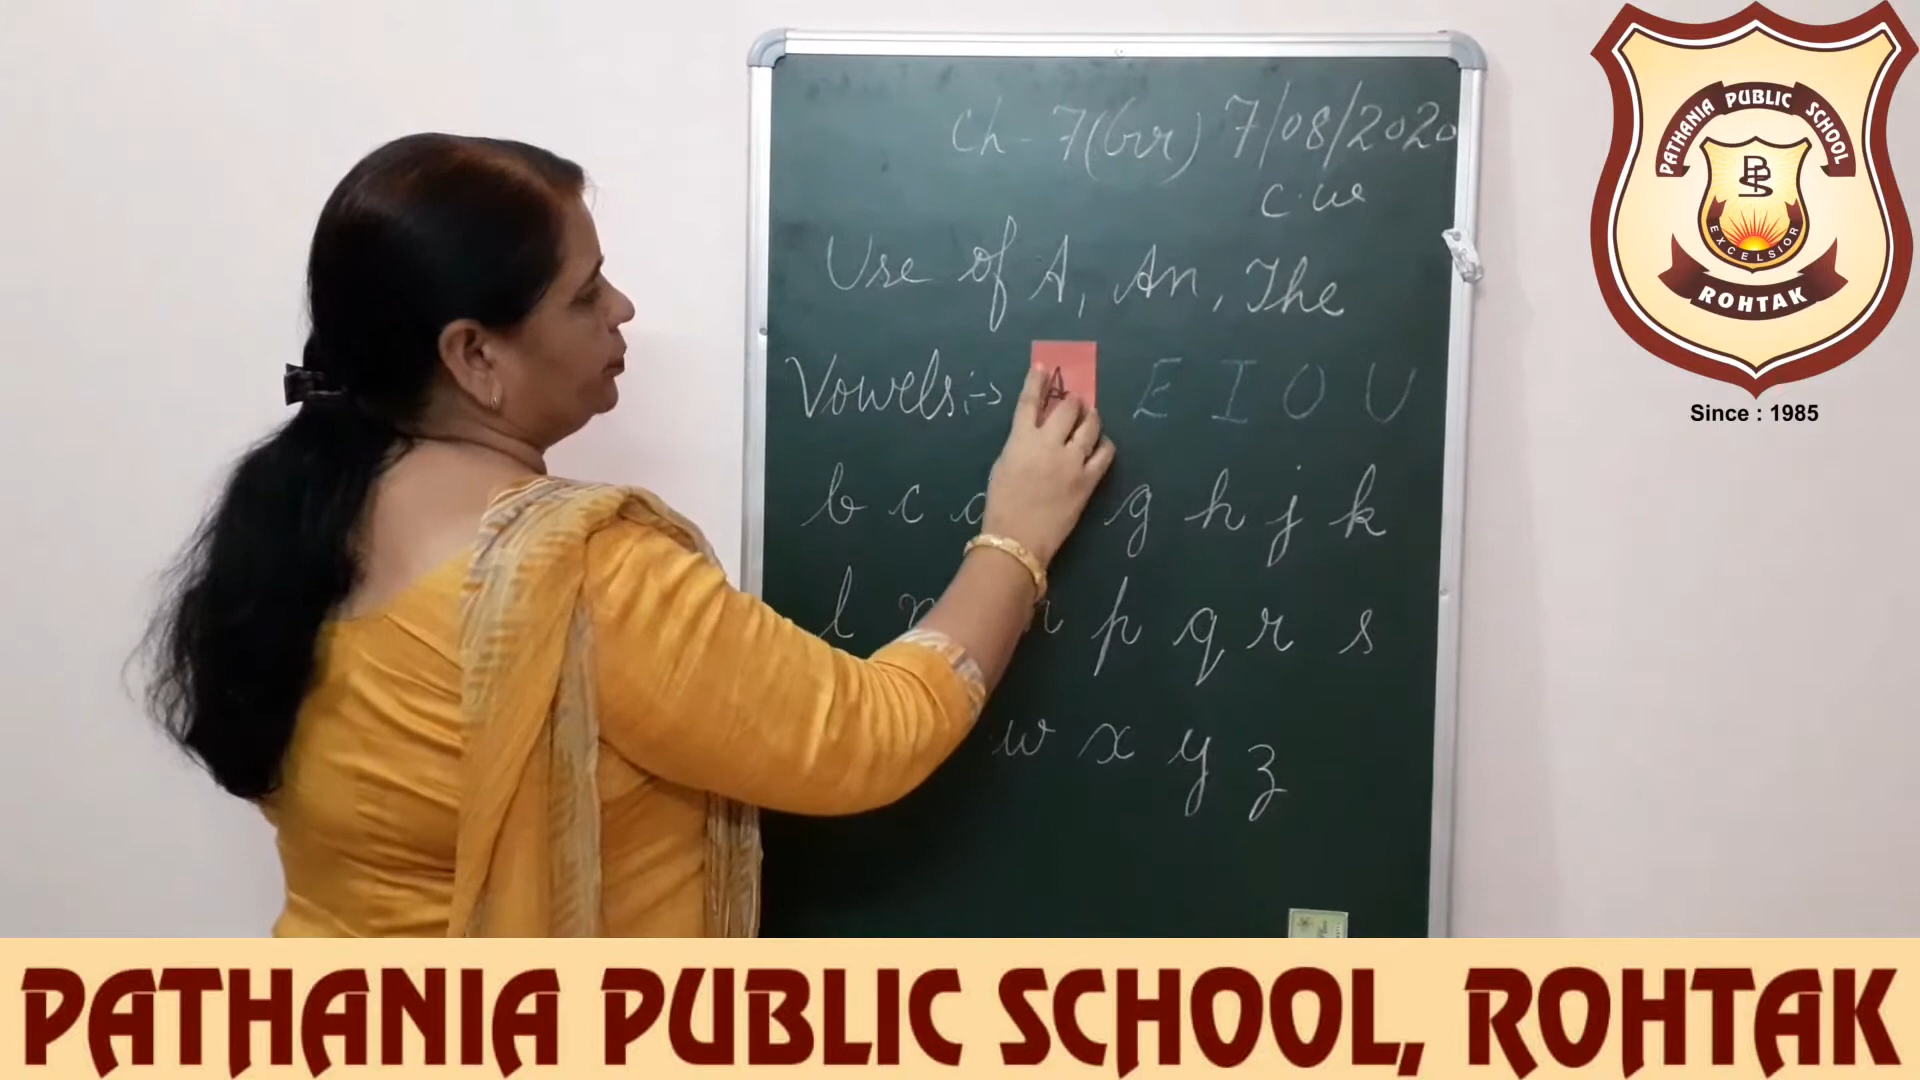 Ch - 7 (Gr) 7/08/2020
C.W
Use of A, An, The
Vowels:→ A E I O U
b c d g h j k
l n p q r s
w x y z
PATHANIA PUBLIC SCHOOL
PBS
EXCELSIOR
ROHTAK
Since : 1985
PATHANIA PUBLIC SCHOOL, ROHTAK